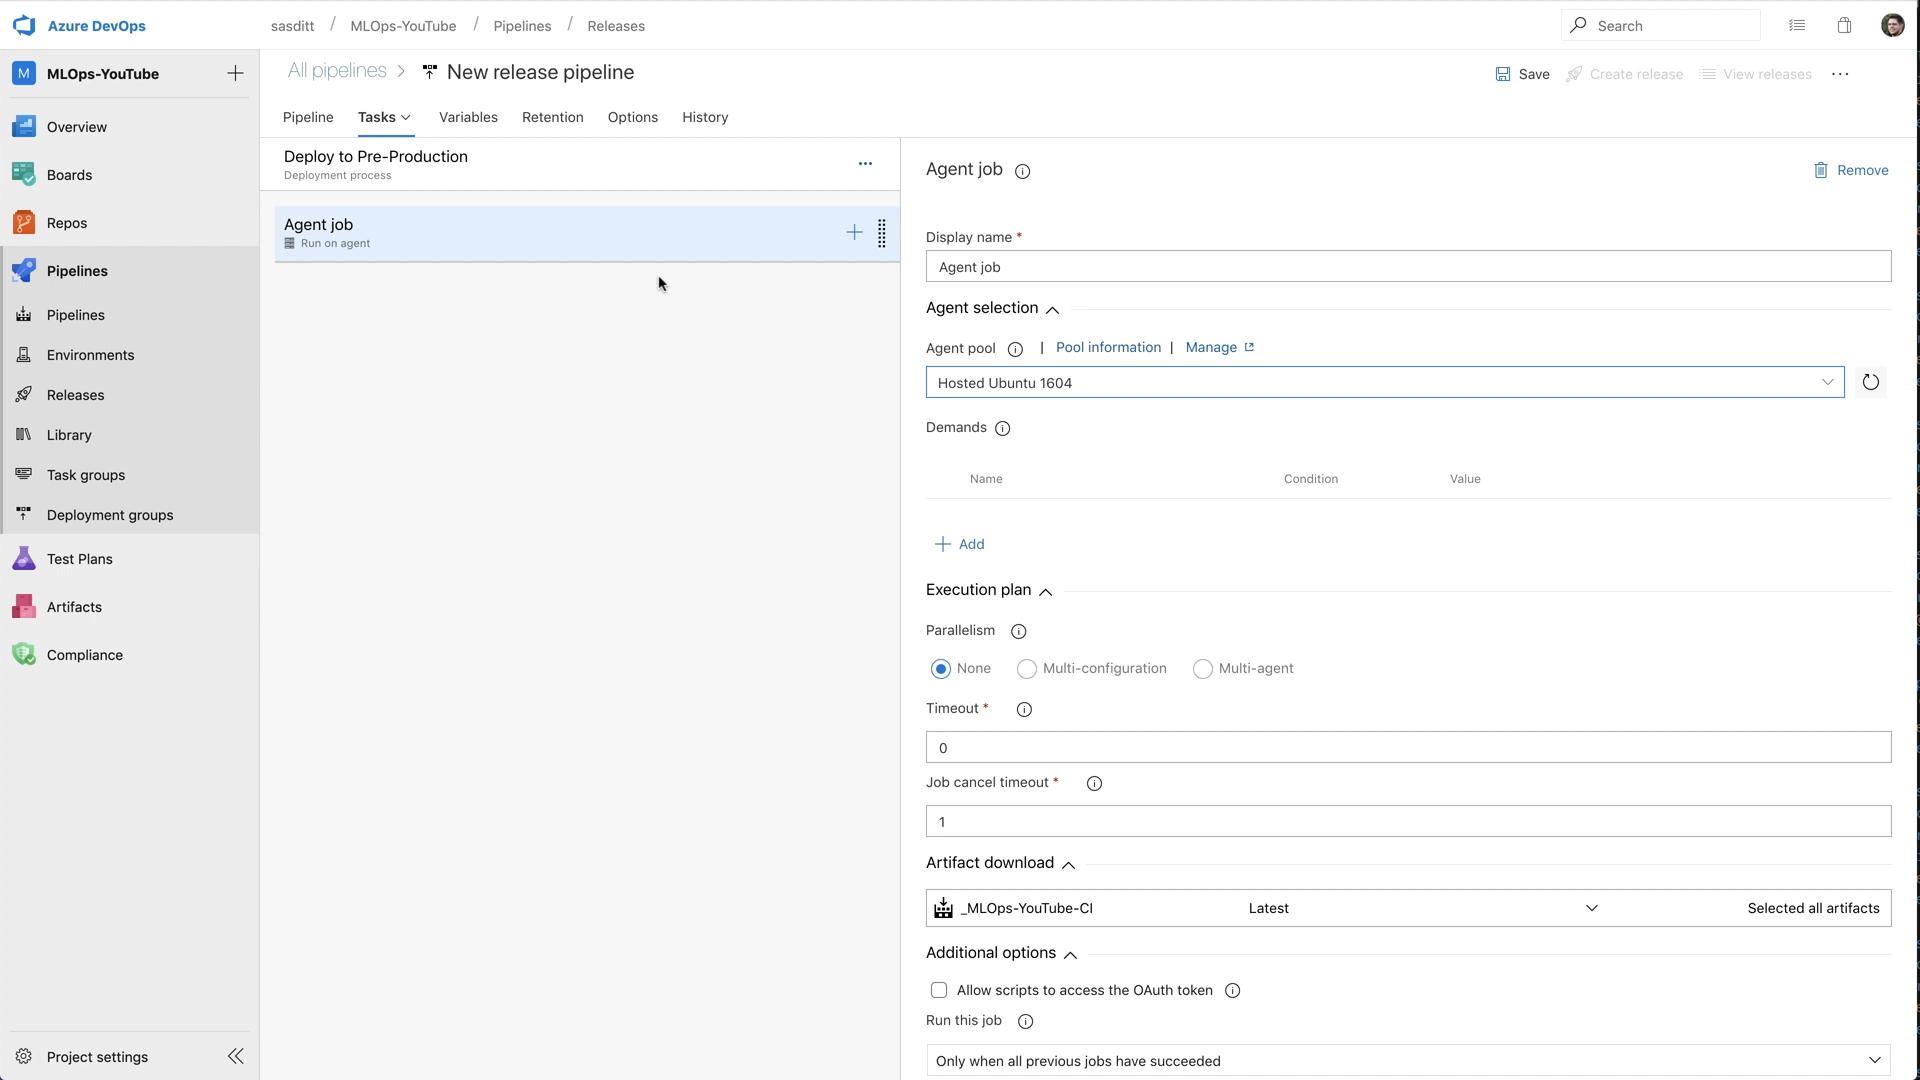 Azure DevOps
sasditt / MLOps-YouTube / Pipelines / Releases
Search
M MLOps-YouTube
All pipelines > New release pipeline
Save
Create release
View releases
Pipeline Tasks Variables Retention Options History
Overview
Boards
Repos
Pipelines
Pipelines
Environments
Releases
Library
Task groups
Deployment groups
Test Plans
Artifacts
Compliance
Project settings
Deploy to Pre-Production
Deployment process
Agent job
Run on agent
Agent job
Remove
Display name *
Agent job
Agent selection
Agent pool | Pool information | Manage
Hosted Ubuntu 1604
Demands
Name Condition Value
+ Add
Execution plan
Parallelism
None Multi-configuration Multi-agent
Timeout *
0
Job cancel timeout *
1
Artifact download
_MLOps-YouTube-CI Latest Selected all artifacts
Additional options
Allow scripts to access the OAuth token
Run this job
Only when all previous jobs have succeeded